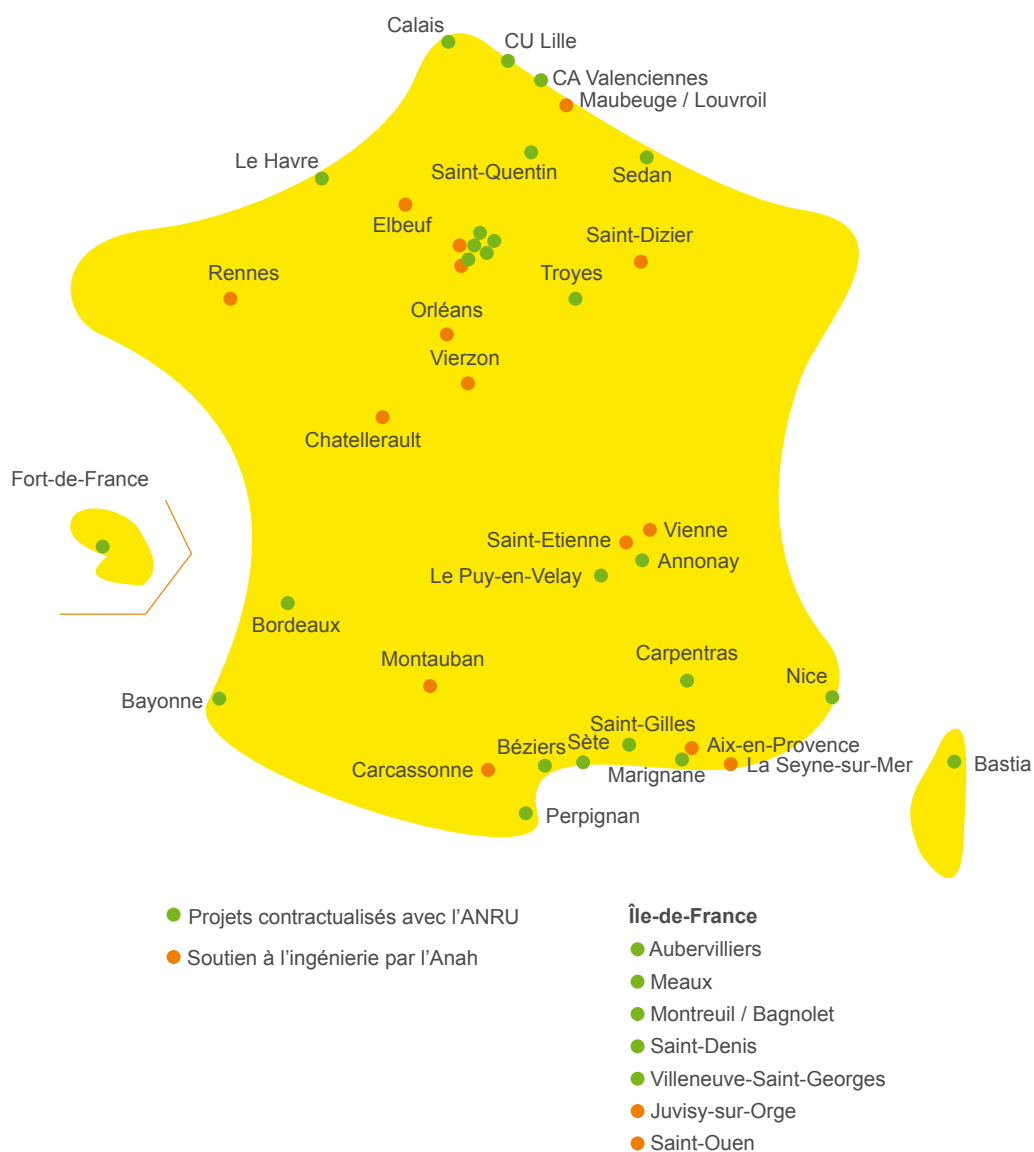 Calais
CU Lille
CA Valenciennes
Maubeuge / Louvroil
Le Havre
Saint-Quentin
Sedan
Elbeuf
Saint-Dizier
Rennes
Troyes
Orléans
Vierzon
Chatellerault
Fort-de-France
Vienne
Saint-Etienne
Annonay
Le Puy-en-Velay
Bordeaux
Montauban
Carpentras
Nice
Bayonne
Saint-Gilles
Béziers
Sète
Aix-en-Provence
Carcassonne
Marignane
La Seyne-sur-Mer
Bastia
Perpignan
Projets contractualisés avec l'ANRU
Soutien à l'ingénierie par l'Anah
Île-de-France
Aubervilliers
Meaux
Montreuil / Bagnolet
Saint-Denis
Villeneuve-Saint-Georges
Juvisy-sur-Orge
Saint-Ouen